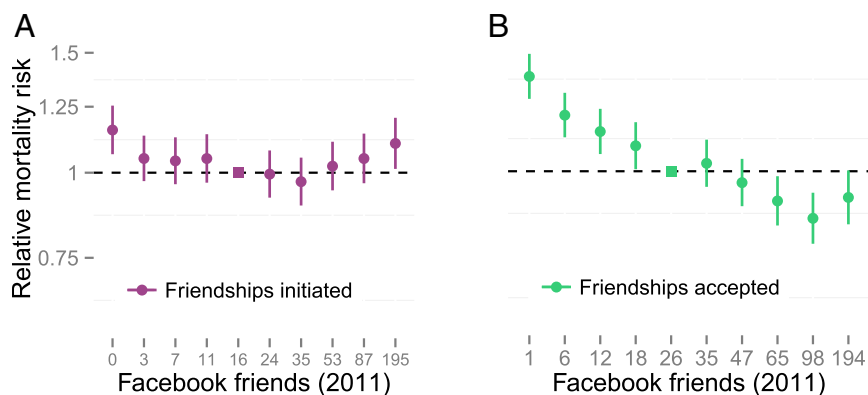 A
Relative mortality risk
1.5
1.25
1
0.75
Friendships initiated
0 3 7 11 16 24 35 53 87 195
Facebook friends (2011)
B
Friendships accepted
1 6 12 18 26 35 47 65 98 194
Facebook friends (2011)